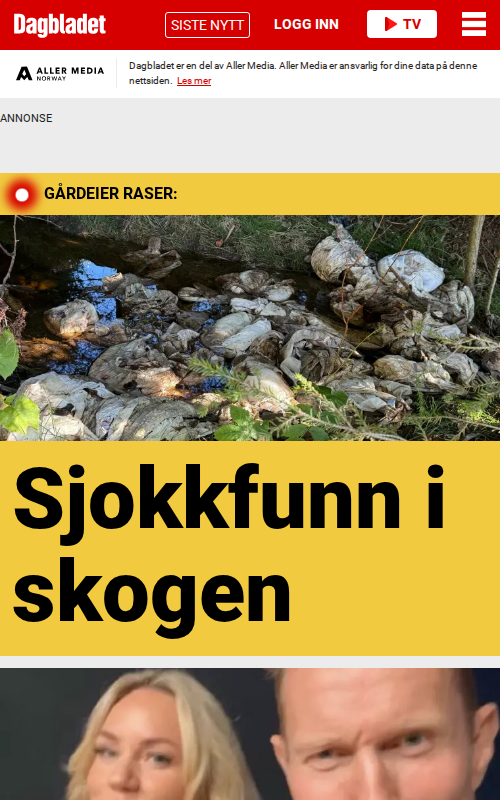 Dagbladet
SISTE NYTT
LOGG INN
TV
ALLER MEDIA
NORWAY
Dagbladet er en del av Aller Media. Aller Media er ansvarlig for dine data på denne
nettsiden. Les mer
ANNONSE
GÅRDEIER RASER:
Sjokkfunn i
skogen